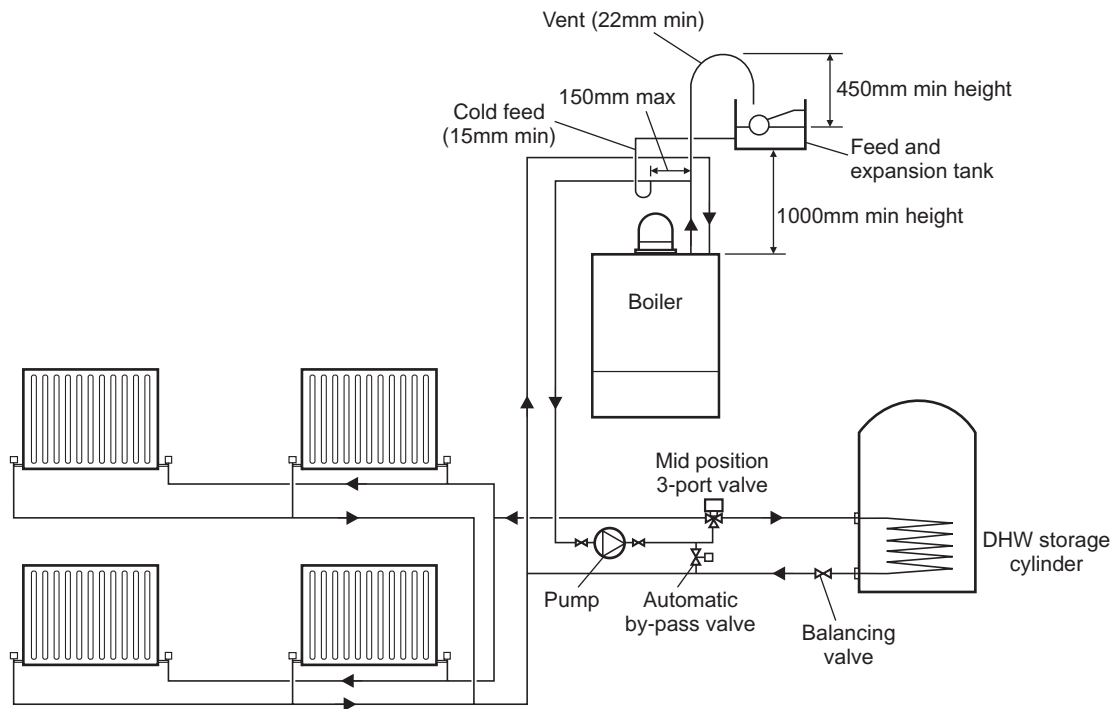 Vent (22mm min)
450mm min height
150mm max
Cold feed
(15mm min)
Feed and
expansion tank
1000mm min height
Boiler
Mid position
3-port valve
DHW storage
cylinder
Pump
Automatic
by-pass valve
Balancing
valve